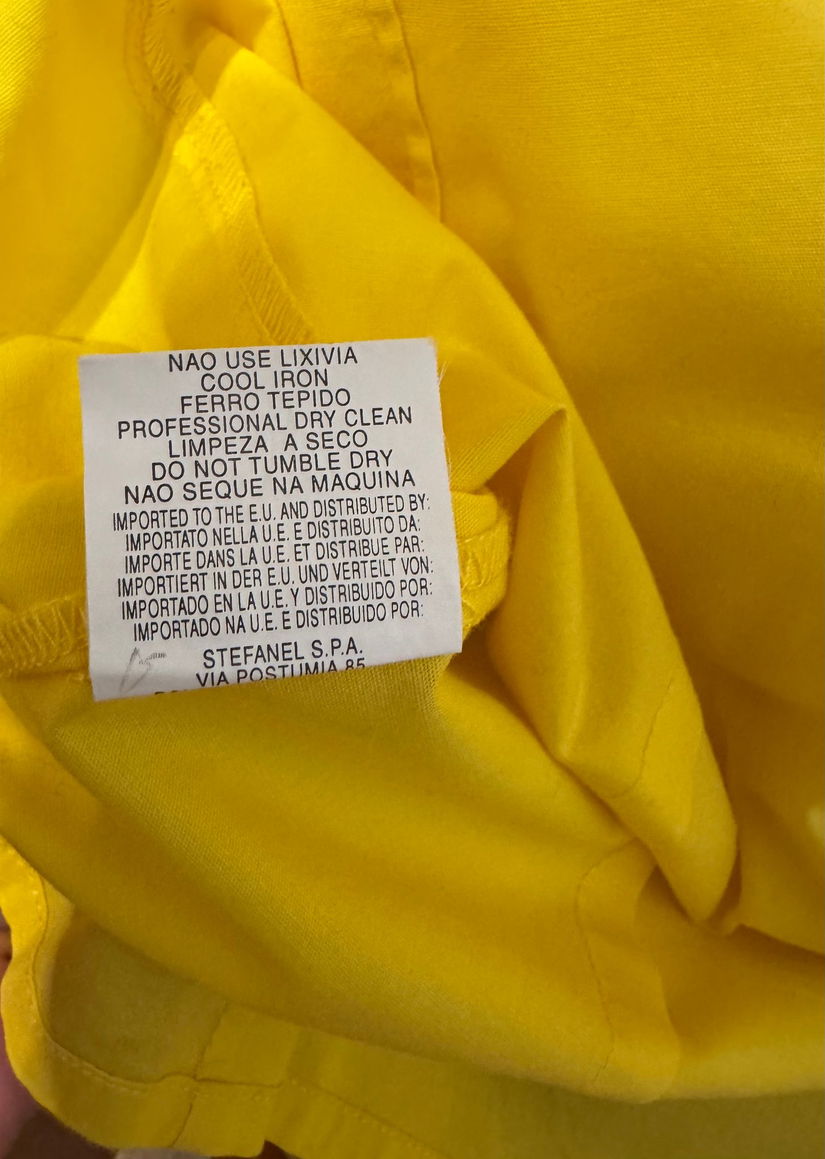 NAO USE LIXIVIA
COOL IRON
FERRO TEPIDO
PROFESSIONAL DRY CLEAN
LIMPEZA A SECO
DO NOT TUMBLE DRY
NAO SEQUE NA MAQUINA
IMPORTED TO THE E.U. AND DISTRIBUTED BY:
IMPORTATO NELLA U.E. E DISTRIBUITO DA:
IMPORTE DANS LA U.E. ET DISTRIBUE PAR:
IMPORTIERT IN DER E.U. UND VERTEILT VON:
IMPORTADO EN LA U.E. Y DISTRIBUIDO POR:
IMPORTADO NA U.E. E DISTRIBUIDO POR:
STEFANEL S.P.A.
VIA POSTUMIA 85